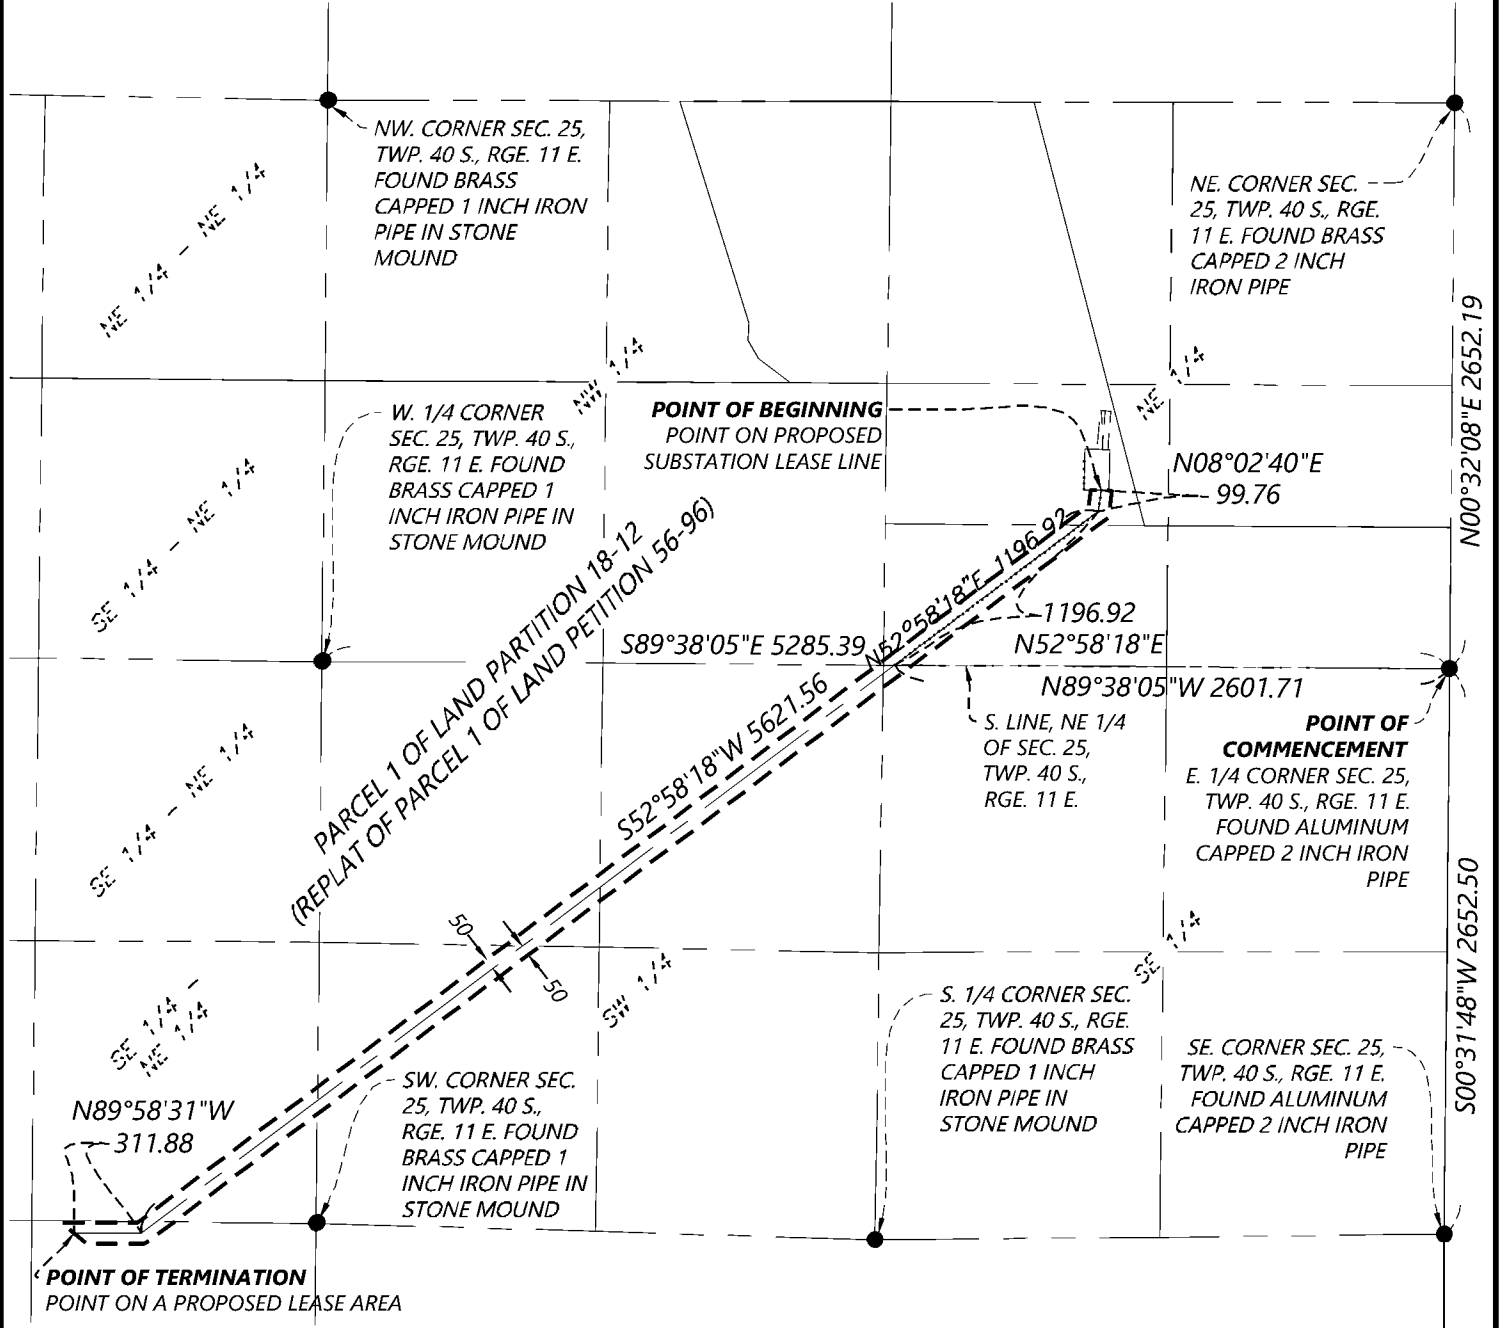 NW. CORNER SEC. 25,
TWP. 40 S., RGE. 11 E.
FOUND BRASS
CAPPED 1 INCH IRON
PIPE IN STONE
MOUND
NE 1/4 - NE 1/4
NE. CORNER SEC.
25, TWP. 40 S., RGE.
11 E. FOUND BRASS
CAPPED 2 INCH
IRON PIPE
N00°32'08"E 2652.19
NW 1/4
NE 1/4
W. 1/4 CORNER
SEC. 25, TWP. 40 S.,
RGE. 11 E. FOUND
BRASS CAPPED 1
INCH IRON PIPE IN
STONE MOUND
POINT OF BEGINNING
POINT ON PROPOSED
SUBSTATION LEASE LINE
N08°02'40"E
99.76
SE 1/4 - NE 1/4
PARCEL 1 OF LAND PARTITION 18-12
(REPLAT OF PARCEL 1 OF LAND PETITION 56-96)
N52°58'18"E 1196.92
1196.92
N52°58'18"E
S89°38'05"E 5285.39
N89°38'05"W 2601.71
S. LINE, NE 1/4
OF SEC. 25,
TWP. 40 S.,
RGE. 11 E.
POINT OF
COMMENCEMENT
E. 1/4 CORNER SEC. 25,
TWP. 40 S., RGE. 11 E.
FOUND ALUMINUM
CAPPED 2 INCH IRON
PIPE
S52°58'18"W 5621.56
SE 1/4 - NE 1/4
S00°31'48"W 2652.50
50
50
SW 1/4
SE 1/4
SE 1/4 -
NE 1/4
S. 1/4 CORNER SEC.
25, TWP. 40 S., RGE.
11 E. FOUND BRASS
CAPPED 1 INCH
IRON PIPE IN
STONE MOUND
SE. CORNER SEC. 25,
TWP. 40 S., RGE. 11 E.
FOUND ALUMINUM
CAPPED 2 INCH IRON
PIPE
SW. CORNER SEC.
25, TWP. 40 S.,
RGE. 11 E. FOUND
BRASS CAPPED 1
INCH IRON PIPE IN
STONE MOUND
N89°58'31"W
311.88
POINT OF TERMINATION
POINT ON A PROPOSED LEASE AREA